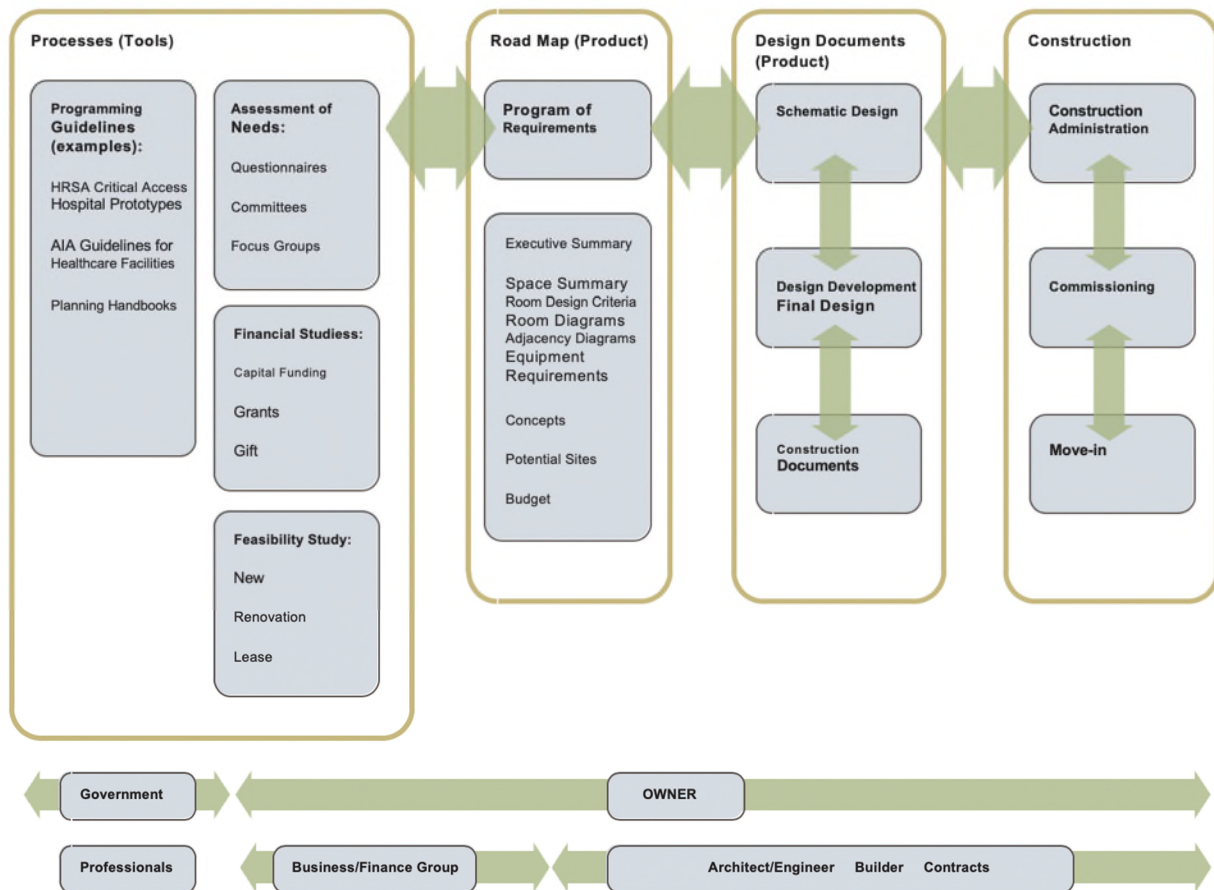 Processes (Tools)
Programming
Guidelines
(examples):
HRSA Critical Access
Hospital Prototypes
AIA Guidelines for
Healthcare Facilities
Planning Handbooks
Assessment of
Needs:
Questionnaires
Committees
Focus Groups
Financial Studiess:
Capital Funding
Grants
Gift
Feasibility Study:
New
Renovation
Lease
Road Map (Product)
Program of
Requirements
Executive Summary
Space Summary
Room Design Criteria
Room Diagrams
Adjacency Diagrams
Equipment
Requirements
Concepts
Potential Sites
Budget
Design Documents
(Product)
Schematic Design
Design Development
Final Design
Construction
Documents
Construction
Construction
Administration
Commissioning
Move-in
Government
OWNER
Professionals
Business/Finance Group
Architect/Engineer Builder Contracts